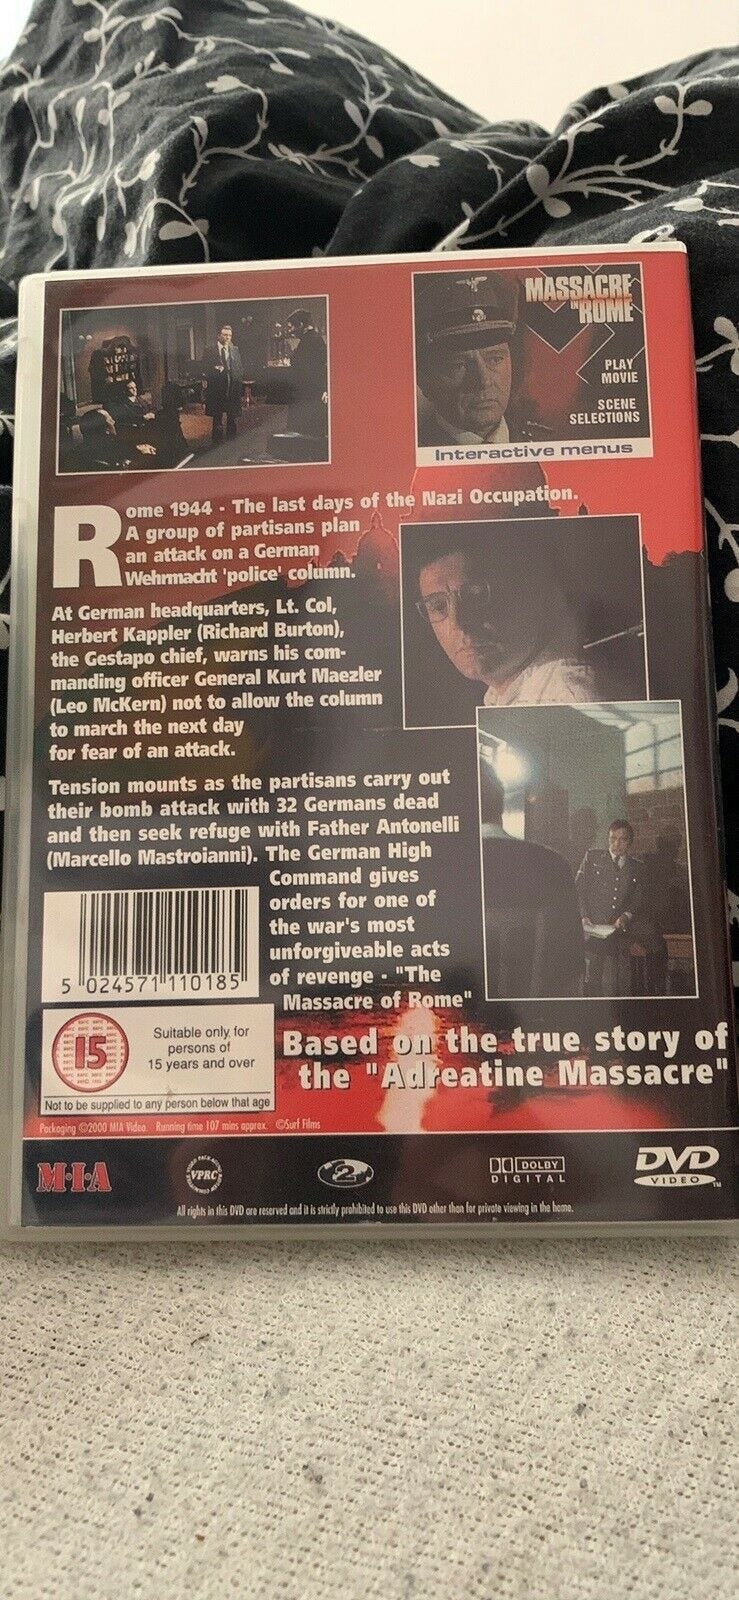 MASSACRE
IN
ROME
PLAY
MOVIE
SCENE
SELECTIONS
Interactive menus
Rome 1944 - The last days of the Nazi Occupation.
A group of partisans plan
an attack on a German
Wehrmacht 'police' column.
At German headquarters, Lt. Col,
Herbert Kappler (Richard Burton),
the Gestapo chief, warns his com-
manding officer General Kurt Maezler
(Leo McKern) not to allow the column
to march the next day
for fear of an attack.
Tension mounts as the partisans carry out
their bomb attack with 32 Germans dead
and then seek refuge with Father Antonelli
(Marcello Mastroianni). The German High
Command gives
orders for one of
the war's most
unforgiveable acts
of revenge - "The
Massacre of Rome"
5 024571 110185
15
Suitable only for
persons of
15 years and over
Not to be supplied to any person below that age
Based on the true story of
the "Adreatine Massacre"
Packaging ©2000 MIA Video. Running time 107 mins approx. ©Surf Films
M·I·A
VPRC
2
DOLBY
DIGITAL
DVD
VIDEO™
All rights in this DVD are reserved and it is strictly prohibited to use this DVD other than for private viewing in the home.